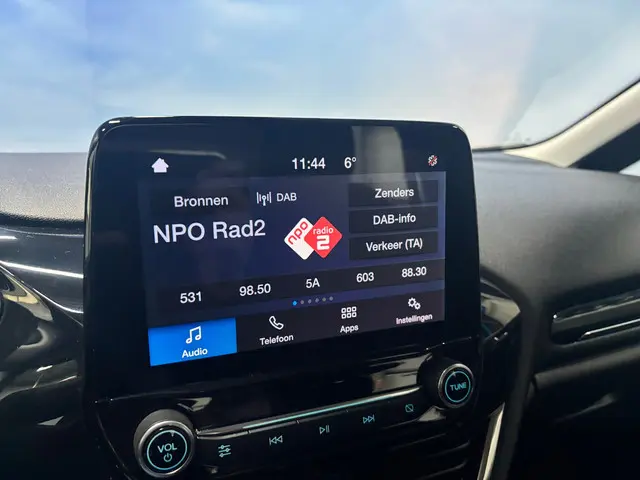 11:44 6°
Bronnen
DAB
Zenders
NPO Rad2
npo
radio
2
DAB-info
Verkeer (TA)
531 98.50 5A 603 88.30
Audio
Telefoon
Apps
Instellingen
VOL
TUNE